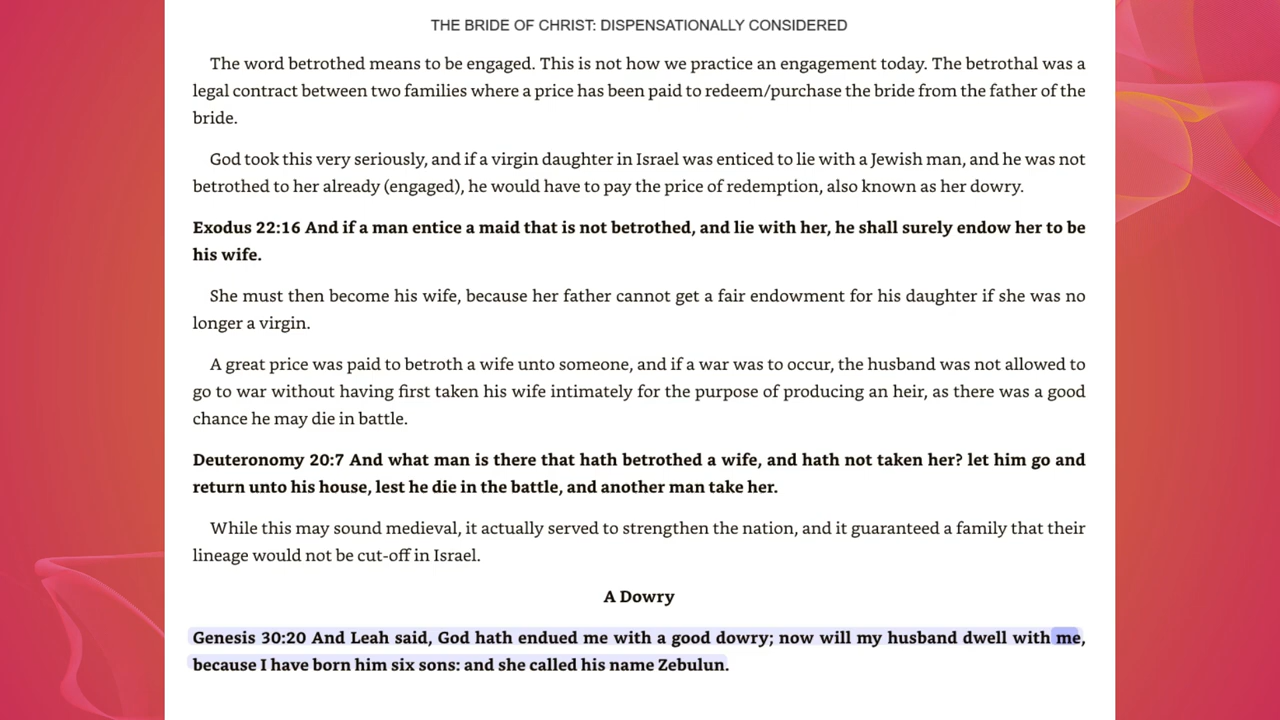 THE BRIDE OF CHRIST: DISPENSATIONALLY CONSIDERED
The word betrothed means to be engaged. This is not how we practice an engagement today. The betrothal was a
legal contract between two families where a price has been paid to redeem/purchase the bride from the father of the
bride.
God took this very seriously, and if a virgin daughter in Israel was enticed to lie with a Jewish man, and he was not
betrothed to her already (engaged), he would have to pay the price of redemption, also known as her dowry.
Exodus 22:16 And if a man entice a maid that is not betrothed, and lie with her, he shall surely endow her to be
his wife.
She must then become his wife, because her father cannot get a fair endowment for his daughter if she was no
longer a virgin.
A great price was paid to betroth a wife unto someone, and if a war was to occur, the husband was not allowed to
go to war without having first taken his wife intimately for the purpose of producing an heir, as there was a good
chance he may die in battle.
Deuteronomy 20:7 And what man is there that hath betrothed a wife, and hath not taken her? let him go and
return unto his house, lest he die in the battle, and another man take her.
While this may sound medieval, it actually served to strengthen the nation, and it guaranteed a family that their
lineage would not be cut-off in Israel.
A Dowry
Genesis 30:20 And Leah said, God hath endued me with a good dowry; now will my husband dwell with me,
because I have born him six sons: and she called his name Zebulun.